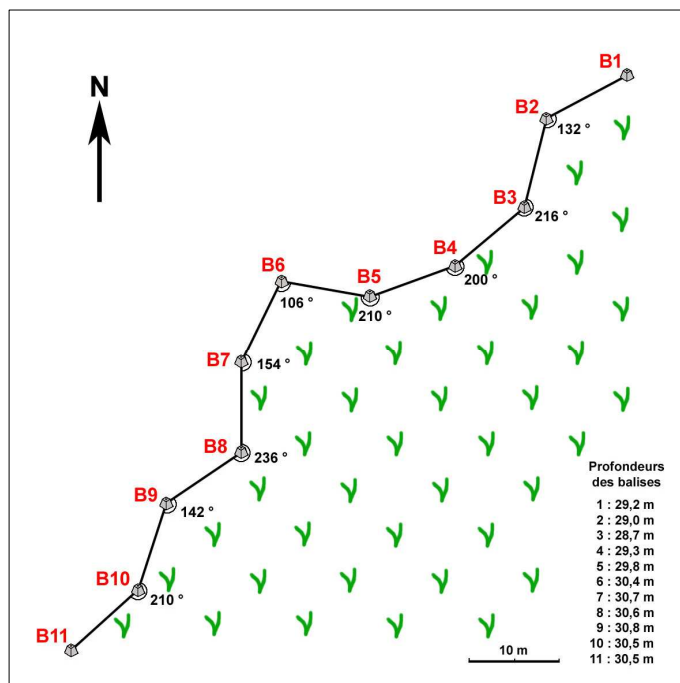 B1
N
B2
132 °
B3
216 °
B4
200 °
B6
B5
106 °
210 °
B7
154 °
B8
236 °
B9
142 °
B10
210 °
B11
Profondeurs
des balises
1 : 29,2 m
2 : 29,0 m
3 : 28,7 m
4 : 29,3 m
5 : 29,8 m
6 : 30,4 m
7 : 30,7 m
8 : 30,6 m
9 : 30,8 m
10 : 30,5 m
11 : 30,5 m
10 m